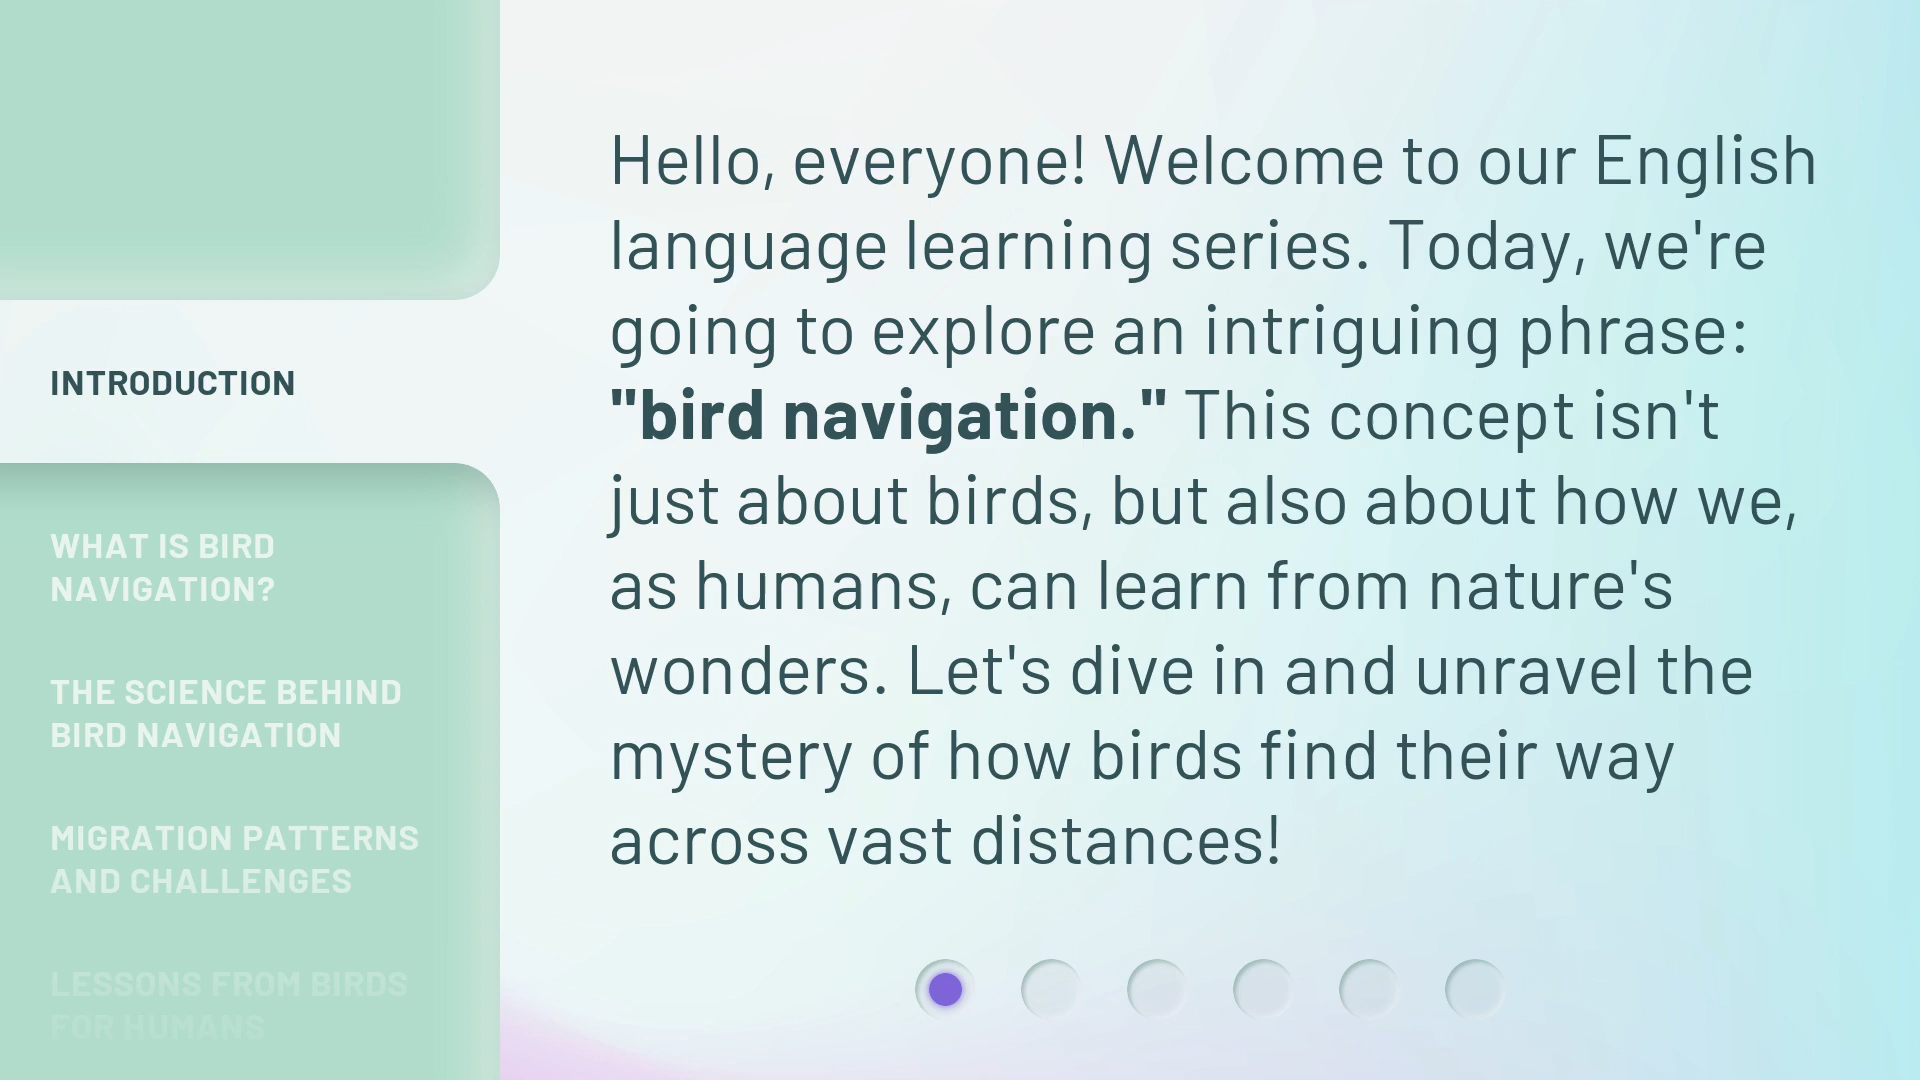 INTRODUCTION
WHAT IS BIRD
NAVIGATION?
THE SCIENCE BEHIND
BIRD NAVIGATION
MIGRATION PATTERNS
AND CHALLENGES
LESSONS FROM BIRDS
FOR HUMANS
Hello, everyone! Welcome to our English
language learning series. Today, we're
going to explore an intriguing phrase:
"bird navigation." This concept isn't
just about birds, but also about how we,
as humans, can learn from nature's
wonders. Let's dive in and unravel the
mystery of how birds find their way
across vast distances!